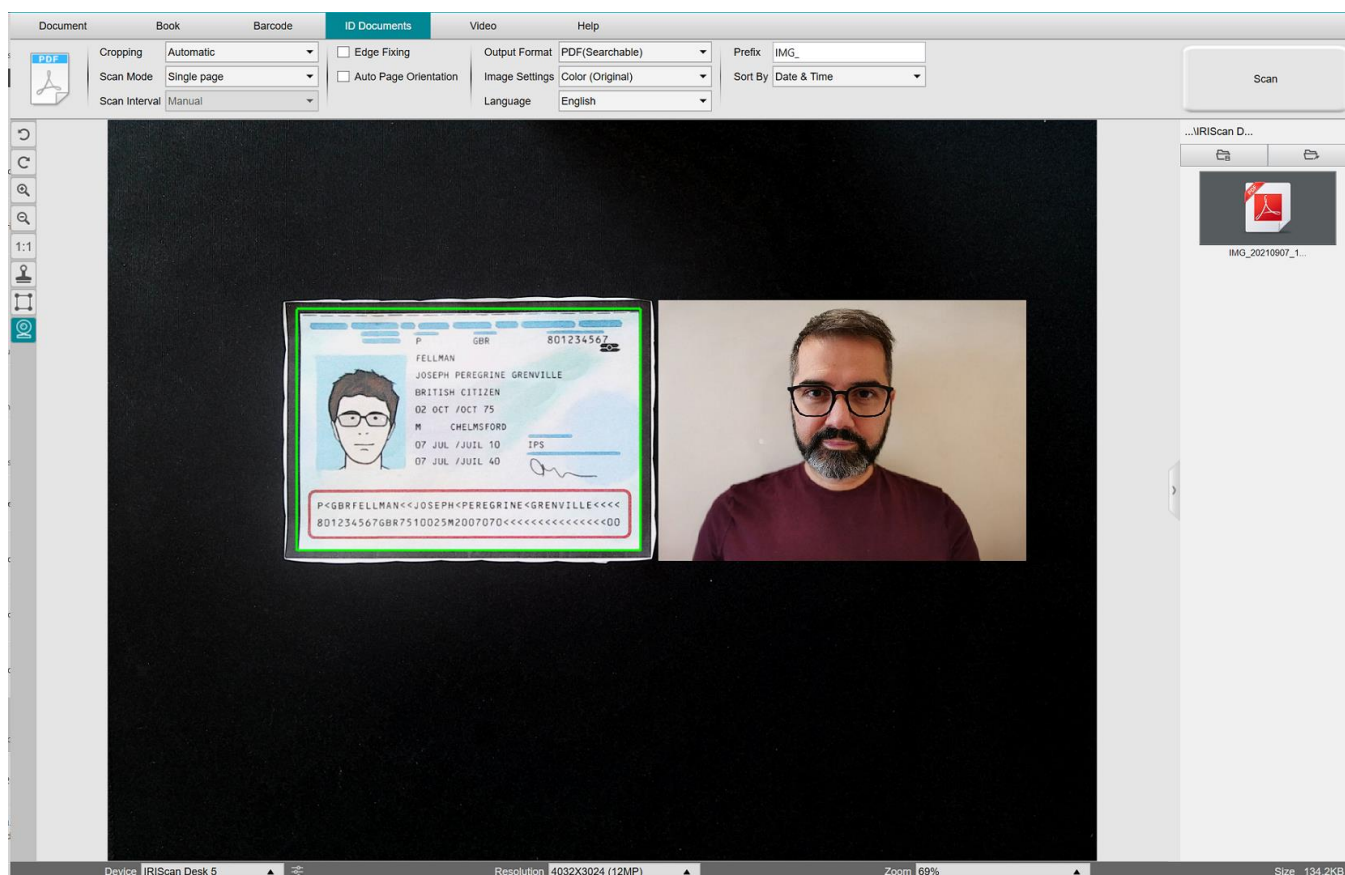 Document Book Barcode ID Documents Video Help
PDF
Cropping Automatic
Scan Mode Single page
Scan Interval Manual
Edge Fixing
Auto Page Orientation
Output Format PDF(Searchable)
Image Settings Color (Original)
Language English
Prefix IMG_
Sort By Date & Time
Scan
1:1
P GBR 801234567
FELLMAN
JOSEPH PEREGRINE GRENVILLE
BRITISH CITIZEN
02 OCT /OCT 75
M CHELMSFORD
07 JUL /JUIL 10 IPS
07 JUL /JUIL 40
P<GBRFELLMAN<<JOSEPH<PEREGRINE<GRENVILLE<<<<
801234567GBR7510025M2007070<<<<<<<<<<<<<<<<00
...\IRIScan D...
PDF
IMG_20210907_1...
Device IRIScan Desk 5 Resolution 4032X3024 (12MP) Zoom 69% Size 134.2KB